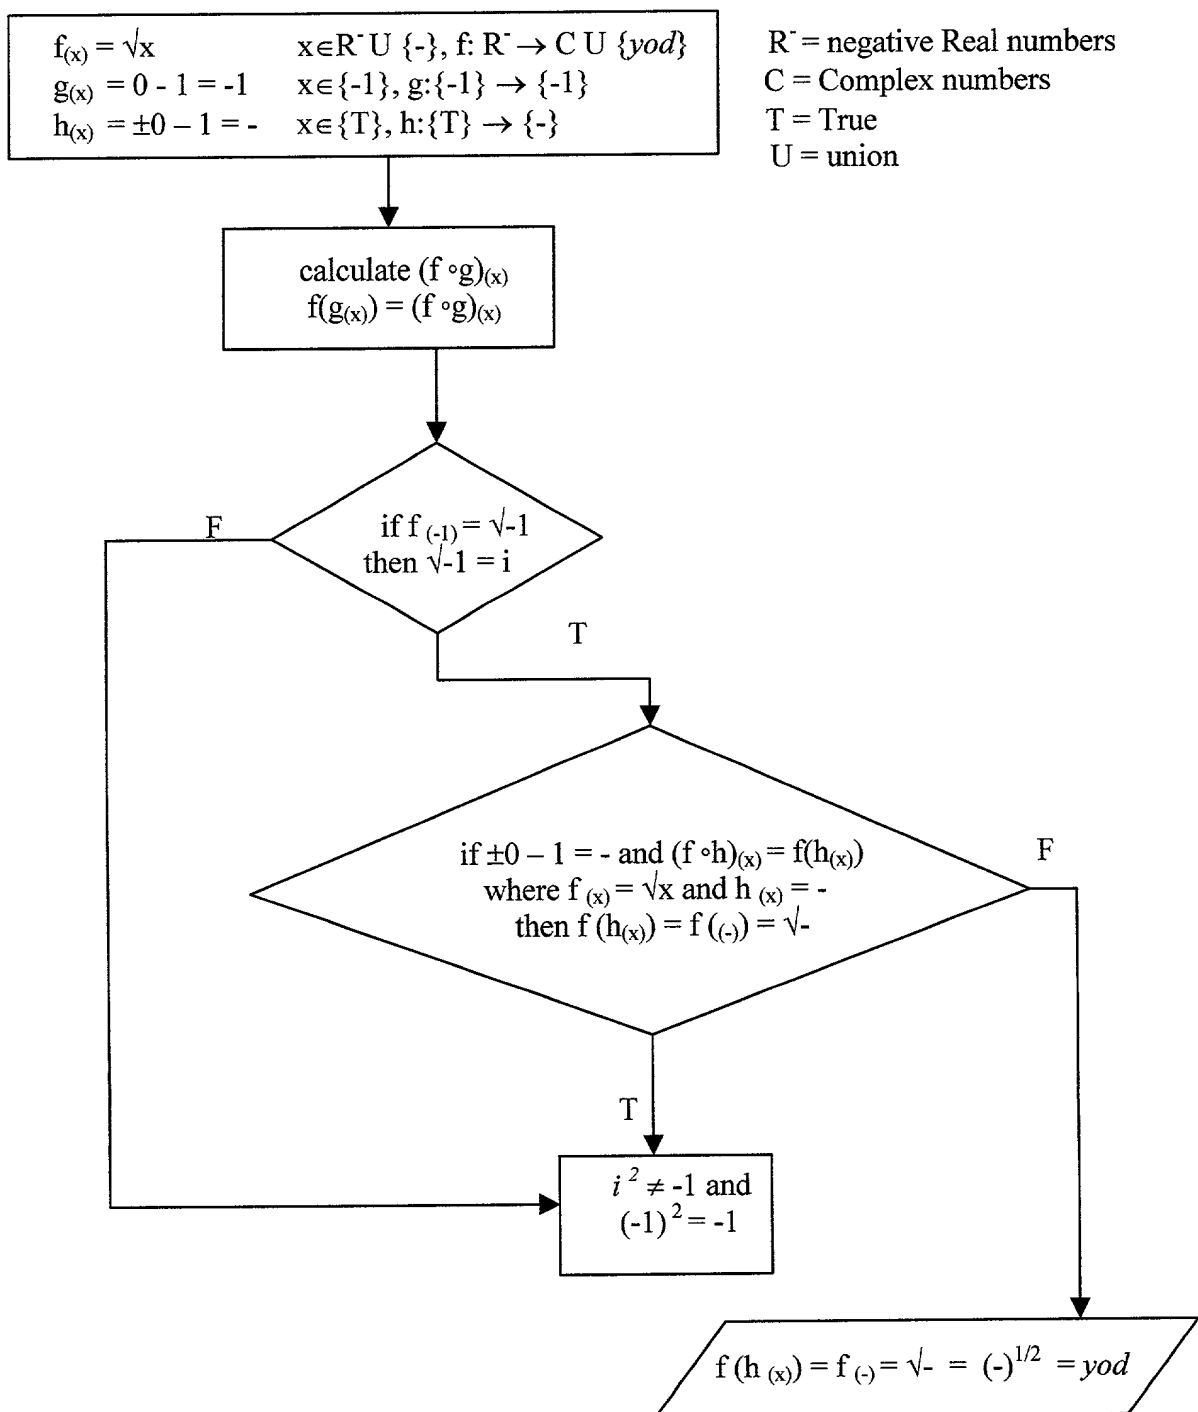 f(x) = √x x∈R⁻ U {-}, f: R⁻ → C U {yod}
g(x) = 0 - 1 = -1 x∈{-1}, g:{-1} → {-1}
h(x) = ±0 – 1 = - x∈{T}, h:{T} → {-}
R⁻ = negative Real numbers
C = Complex numbers
T = True
U = union
calculate (f ∘g)(x)
f(g(x)) = (f ∘g)(x)
F
if f (-1) = √-1
then √-1 = i
T
if ±0 – 1 = - and (f ∘h)(x) = f(h(x))
where f (x) = √x and h (x) = -
then f (h(x)) = f ((-)) = √-
F
T
i ² ≠ -1 and
(-1) ² = -1
f (h (x)) = f (-) = √- = (-)^1/2 = yod